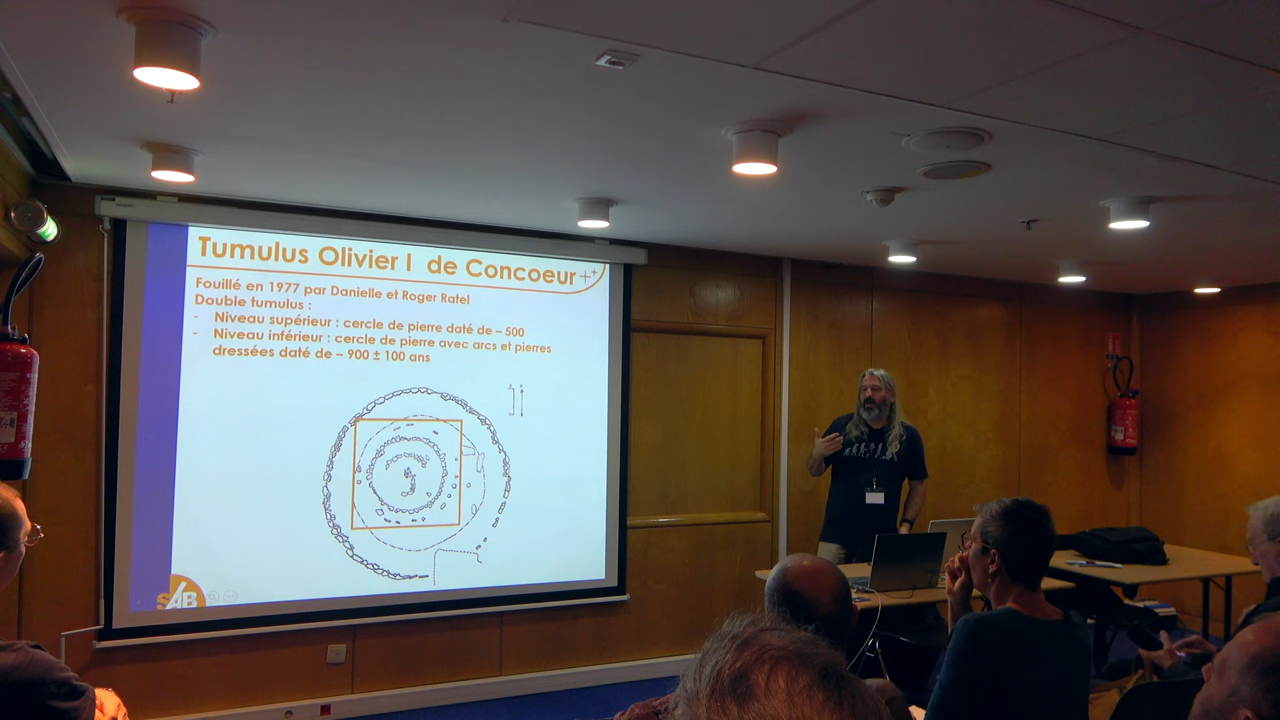 Tumulus Olivier I de Concoeur
Fouillé en 1977 par Danielle et Roger Ratel
Double tumulus :
- Niveau supérieur : cercle de pierre daté de – 500
- Niveau inférieur : cercle de pierre avec arcs et pierres
dressées daté de – 900 ± 100 ans
SAB